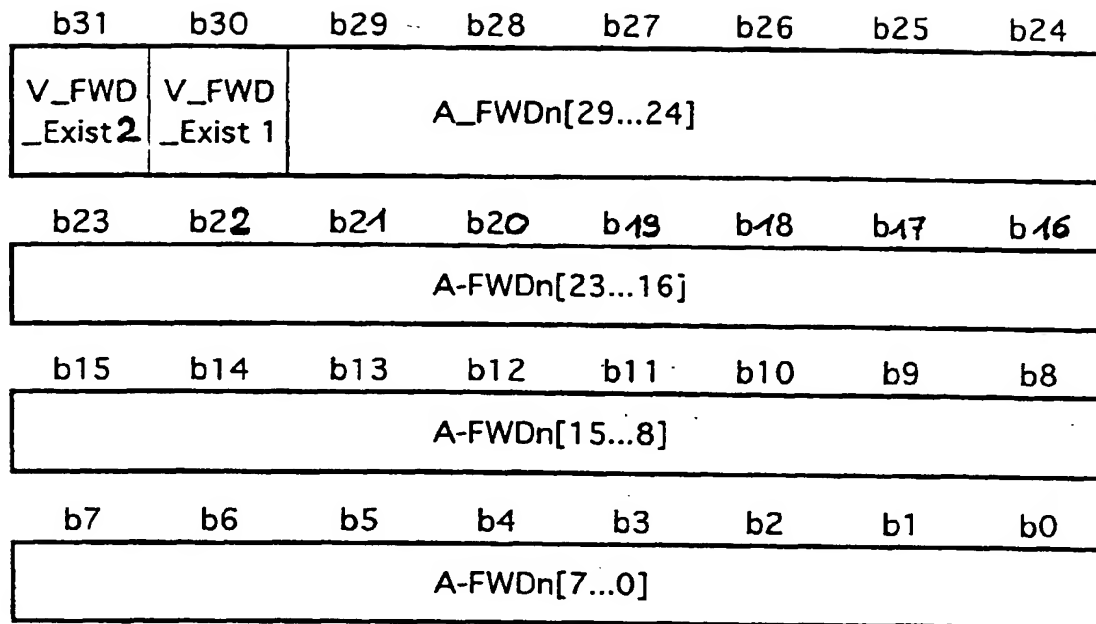 b31 b30 b29 b28 b27 b26 b25 b24
V_FWD V_FWD
_Exist 2 _Exist 1
A_FWDn[29...24]
b23 b22 b21 b20 b19 b18 b17 b16
A-FWDn[23...16]
b15 b14 b13 b12 b11 b10 b9 b8
A-FWDn[15...8]
b7 b6 b5 b4 b3 b2 b1 b0
A-FWDn[7...0]